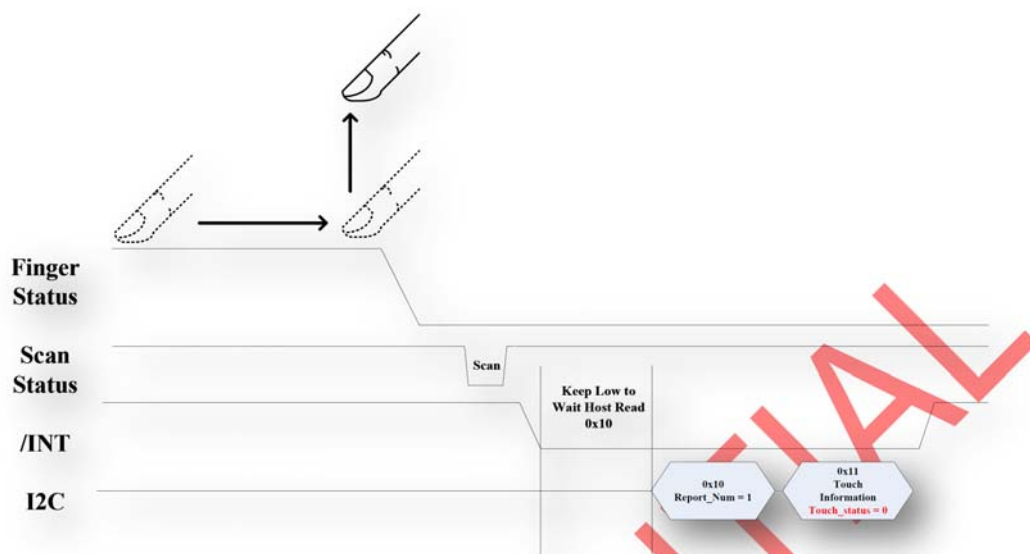 Finger
Status
Scan
Status
Scan
Keep Low to
Wait Host Read
0x10
/INT
I2C
0x10
Report_Num = 1
0x11
Touch
Information
Touch_status = 0
TIAL